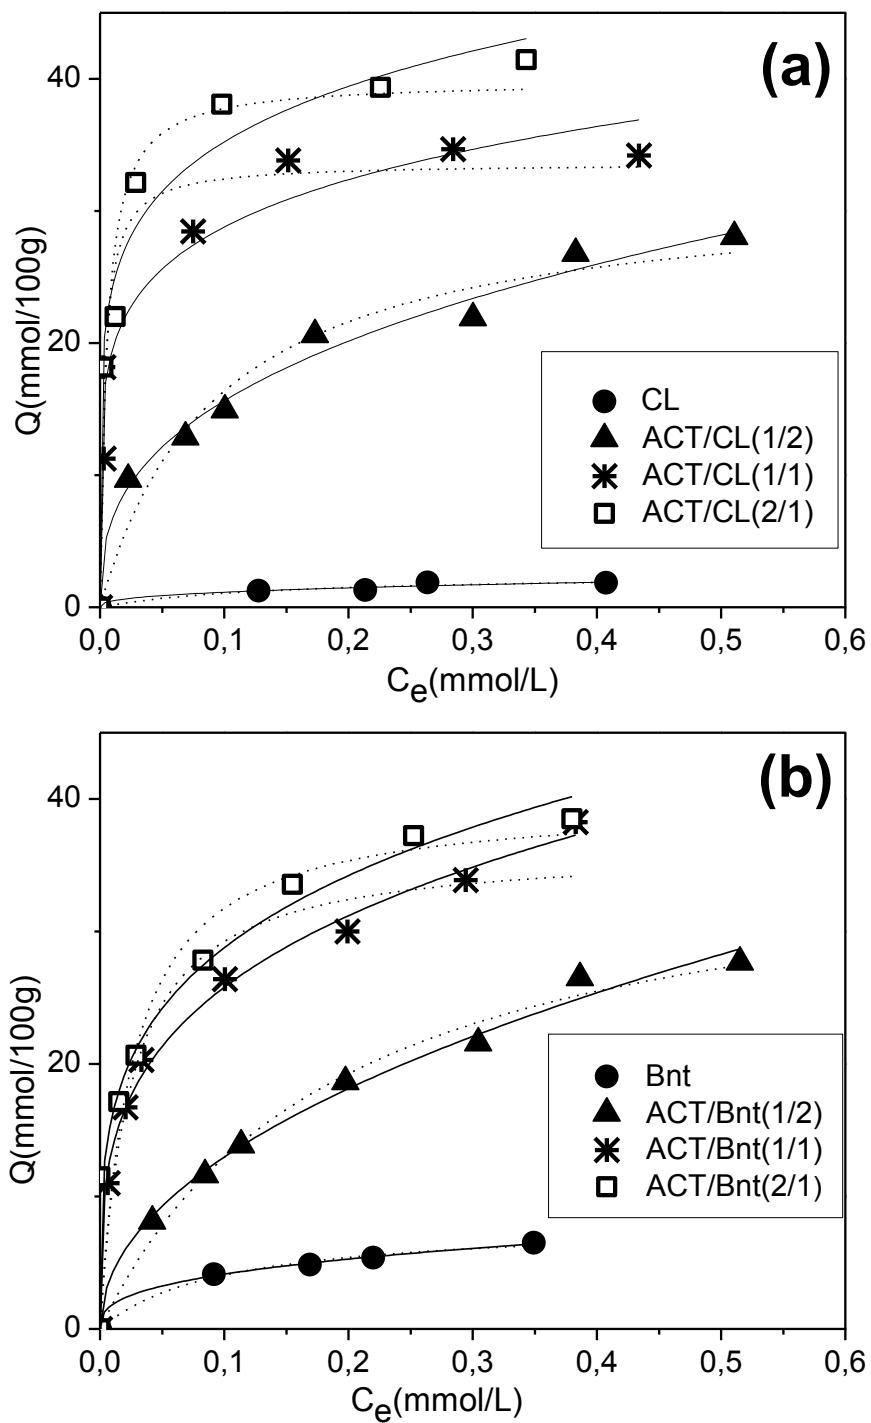 (a)
40
20
0
Q(mmol/100g)
CL
ACT/CL(1/2)
ACT/CL(1/1)
ACT/CL(2/1)
0,0 0,1 0,2 0,3 0,4 0,5 0,6
Ce(mmol/L)
(b)
40
20
0
Q(mmol/100g)
Bnt
ACT/Bnt(1/2)
ACT/Bnt(1/1)
ACT/Bnt(2/1)
0,0 0,1 0,2 0,3 0,4 0,5 0,6
Ce(mmol/L)